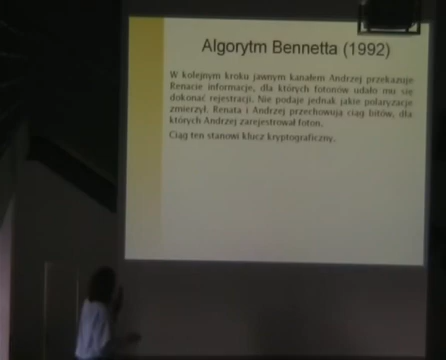 Algorytm Bennetta (1992)
W kolejnym kroku jawnym kanałem Andrzej przekazuje
Renacie informacje, dla których fotonów udało mu się
dokonać rejestracji. Nie podaje jednak jakie polaryzacje
zmierzył. Renata i Andrzej przechowują ciąg bitów, dla
których Andrzej zarejestrował foton.
Ciąg ten stanowi klucz kryptograficzny.